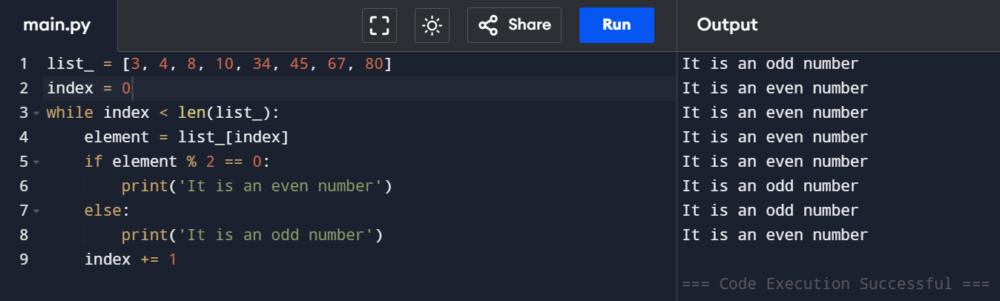 main.py
Share
Run
Output
1 list_ = [3, 4, 8, 10, 34, 45, 67, 80]
2 index = 0
3 while index < len(list_):
4     element = list_[index]
5     if element % 2 == 0:
6         print('It is an even number')
7     else:
8         print('It is an odd number')
9     index += 1
It is an odd number
It is an even number
It is an even number
It is an even number
It is an even number
It is an odd number
It is an odd number
It is an even number
=== Code Execution Successful ===